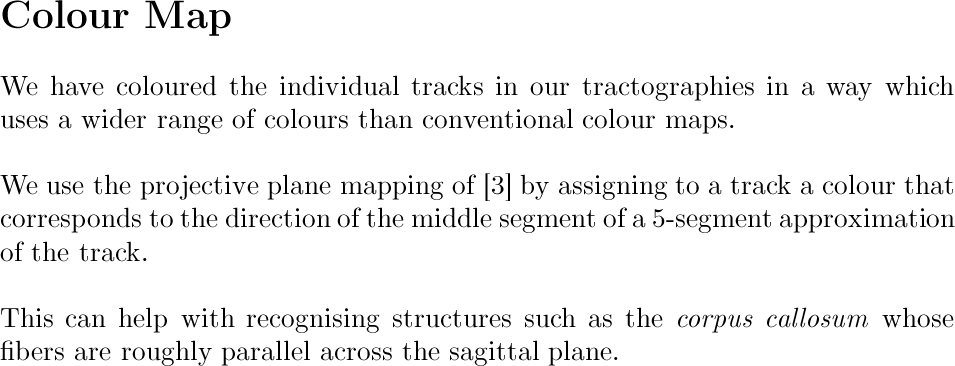 Colour Map
We have coloured the individual tracks in our tractographies in a way which
uses a wider range of colours than conventional colour maps.
We use the projective plane mapping of [3] by assigning to a track a colour that
corresponds to the direction of the middle segment of a 5-segment approximation
of the track.
This can help with recognising structures such as the corpus callosum whose
fibers are roughly parallel across the sagittal plane.